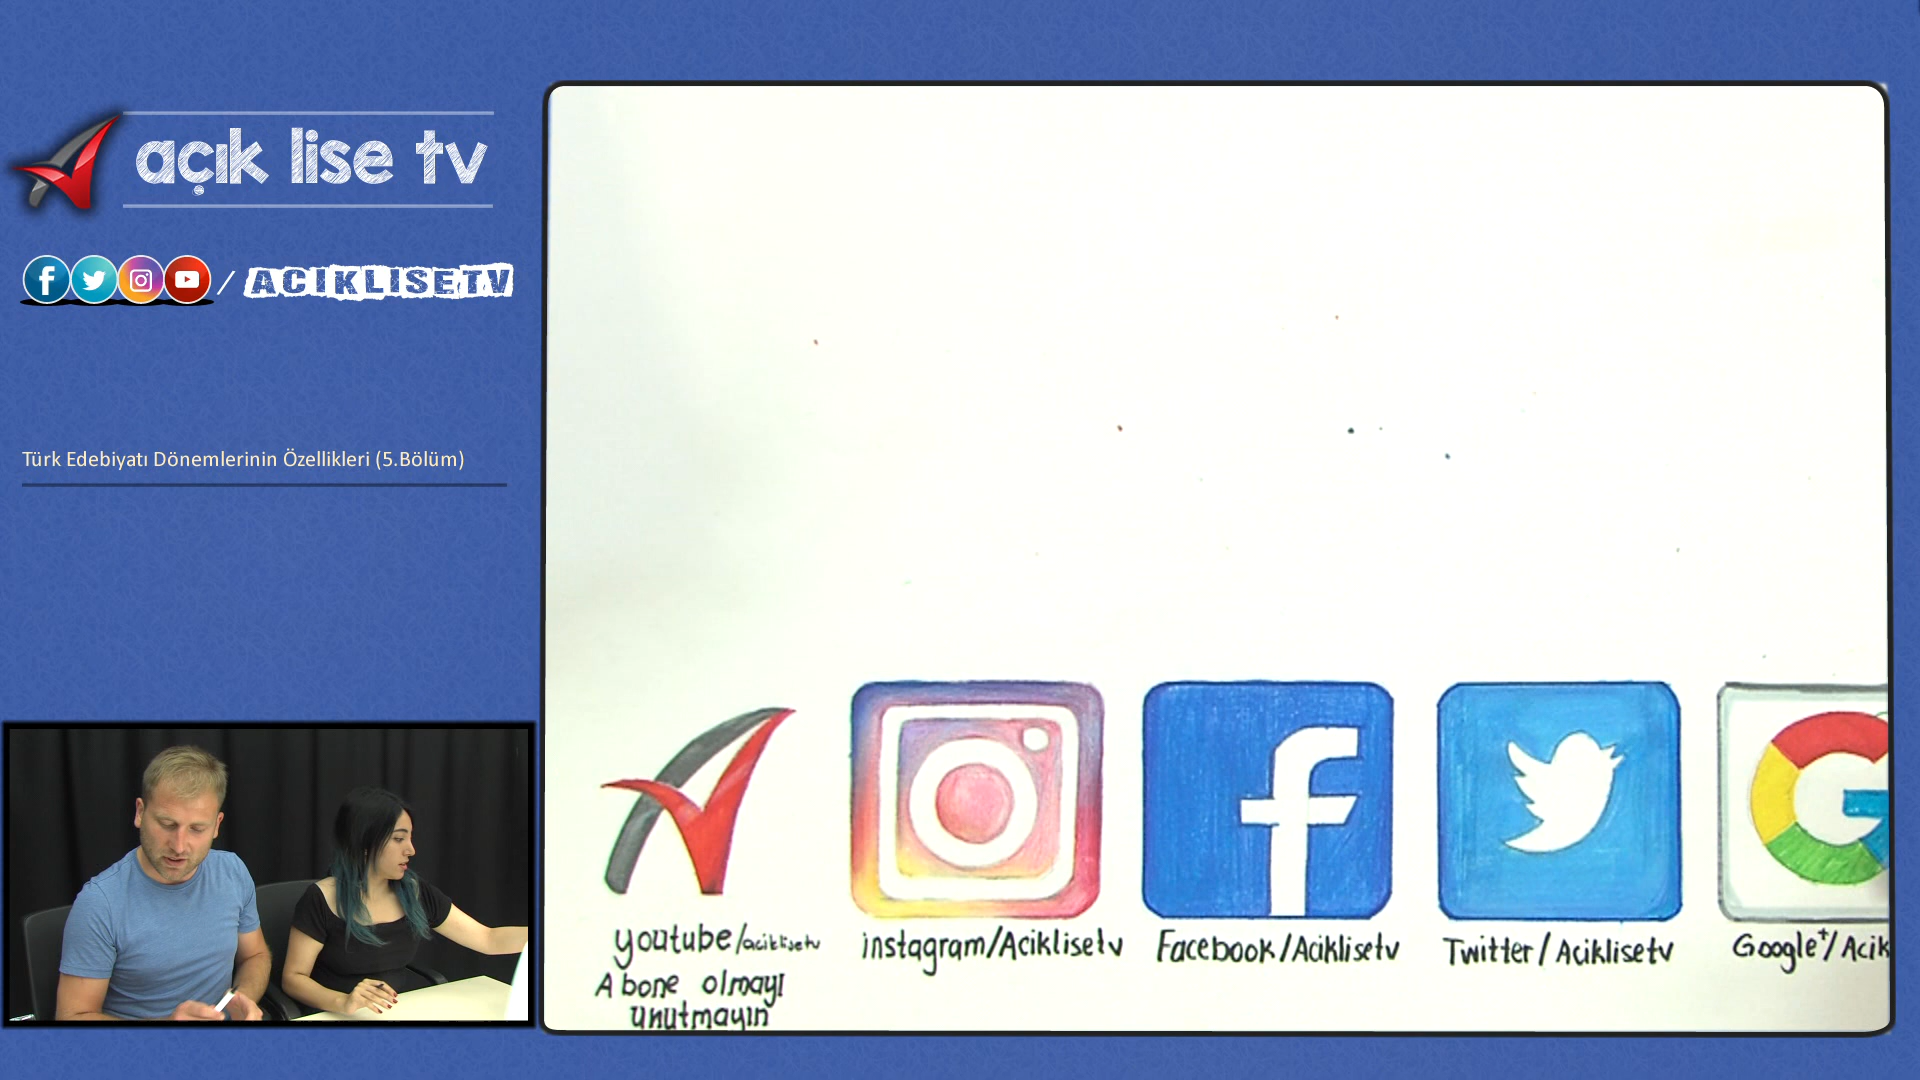 açık lise tv
/ ACIKLISETV
Türk Edebiyatı Dönemlerinin Özellikleri (5.Bölüm)
youtube/aciklisetv
Abone olmayı
unutmayın
instagram/Aciklisetv
Facebook/Aciklisetv
Twitter/Aciklisetv
Google+/Acik